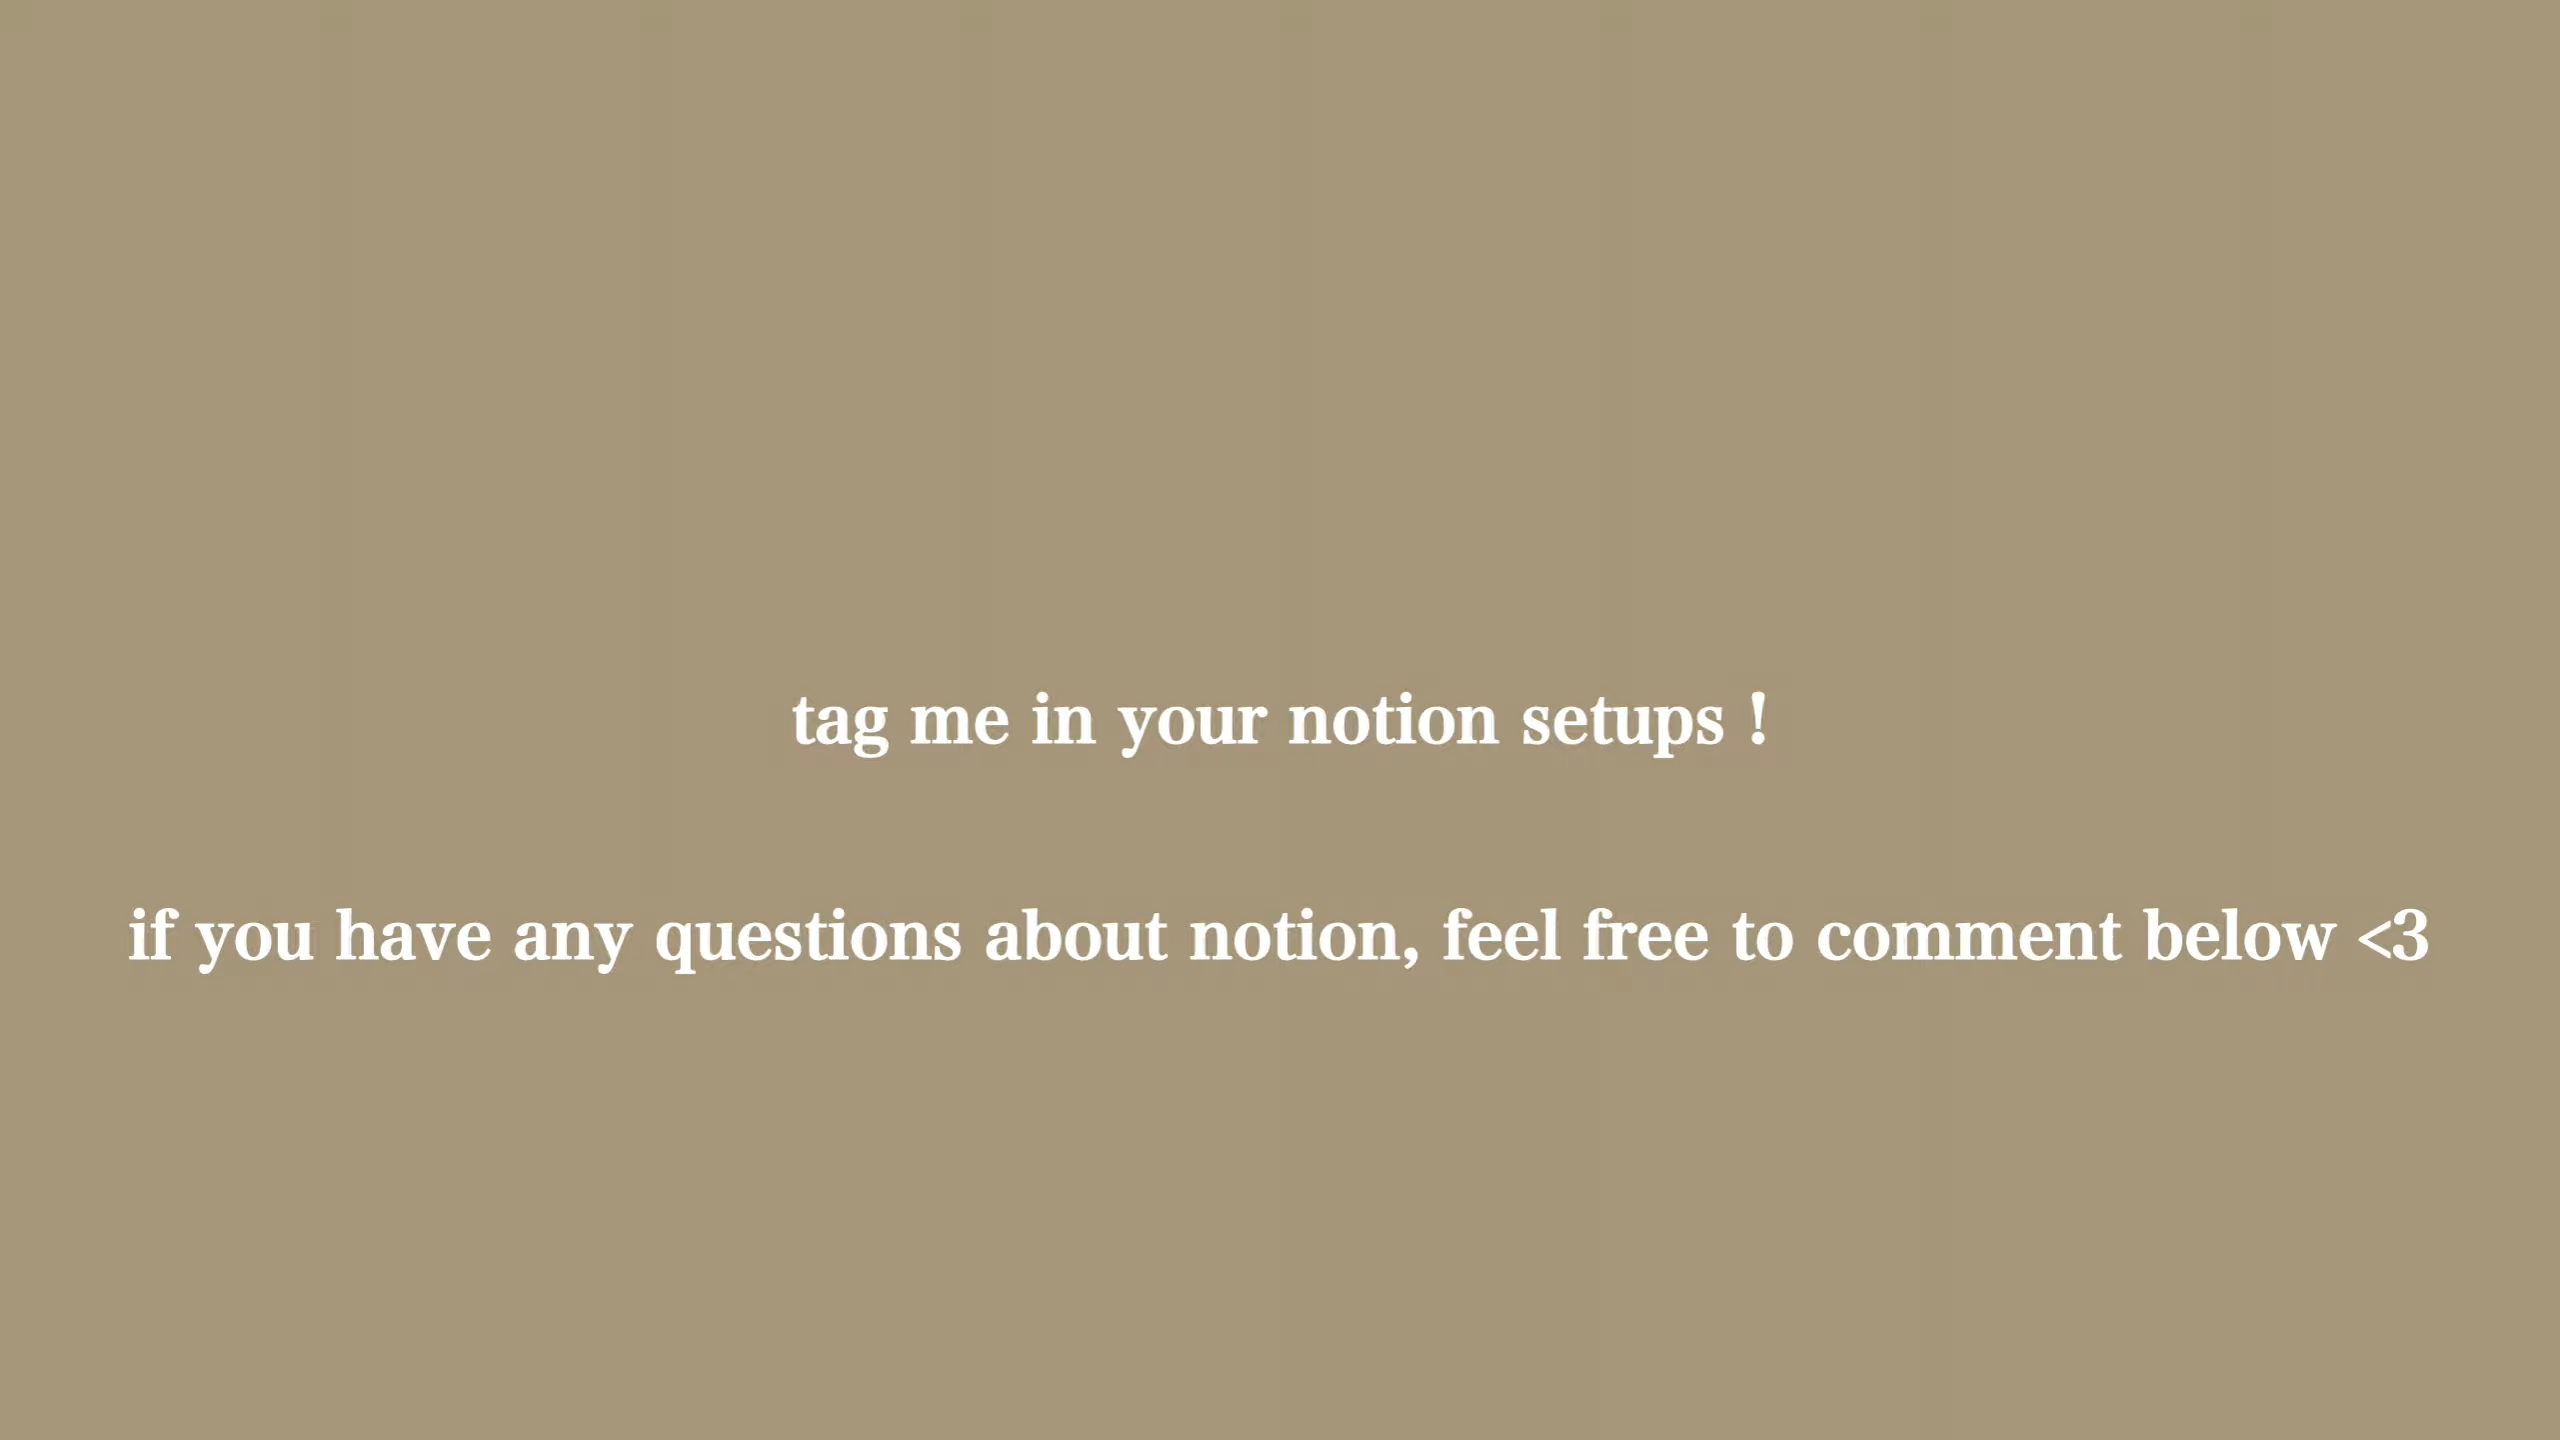 tag me in your notion setups !
if you have any questions about notion, feel free to comment below <3